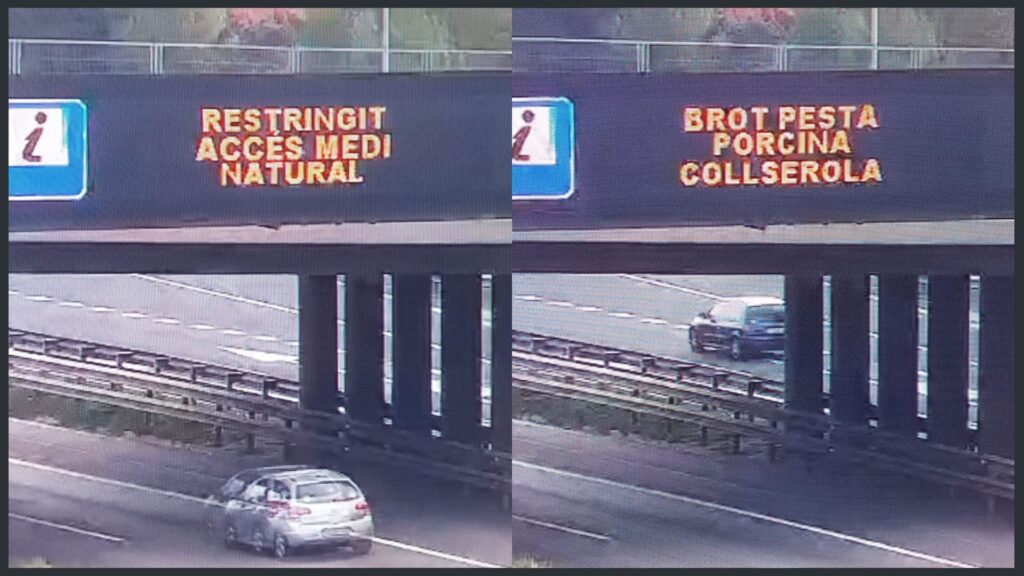 i
RESTRINGIT
ACCÉS MEDI
NATURAL
i
BROT PESTA
PORCINA
COLLSEROLA